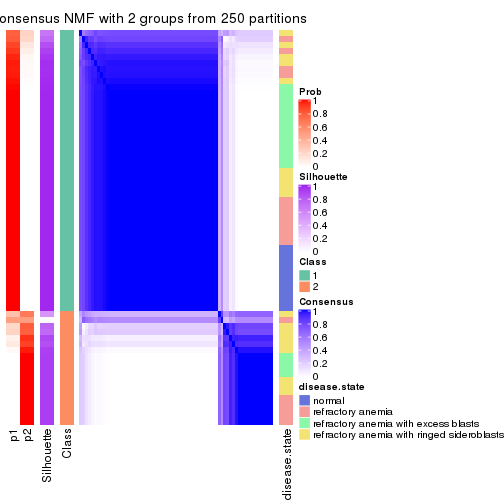 onsensus NMF with 2 groups from 250 partitions
Prob
1
0.8
0.6
0.4
0.2
0
Silhouette
1
0.8
0.6
0.4
0.2
0
Class
1
2
Consensus
1
0.8
0.6
0.4
0.2
0
disease.state
normal
refractory anemia
refractory anemia with excess blasts
refractory anemia with ringed sideroblasts
p1
p2
Silhouette
Class
disease.state